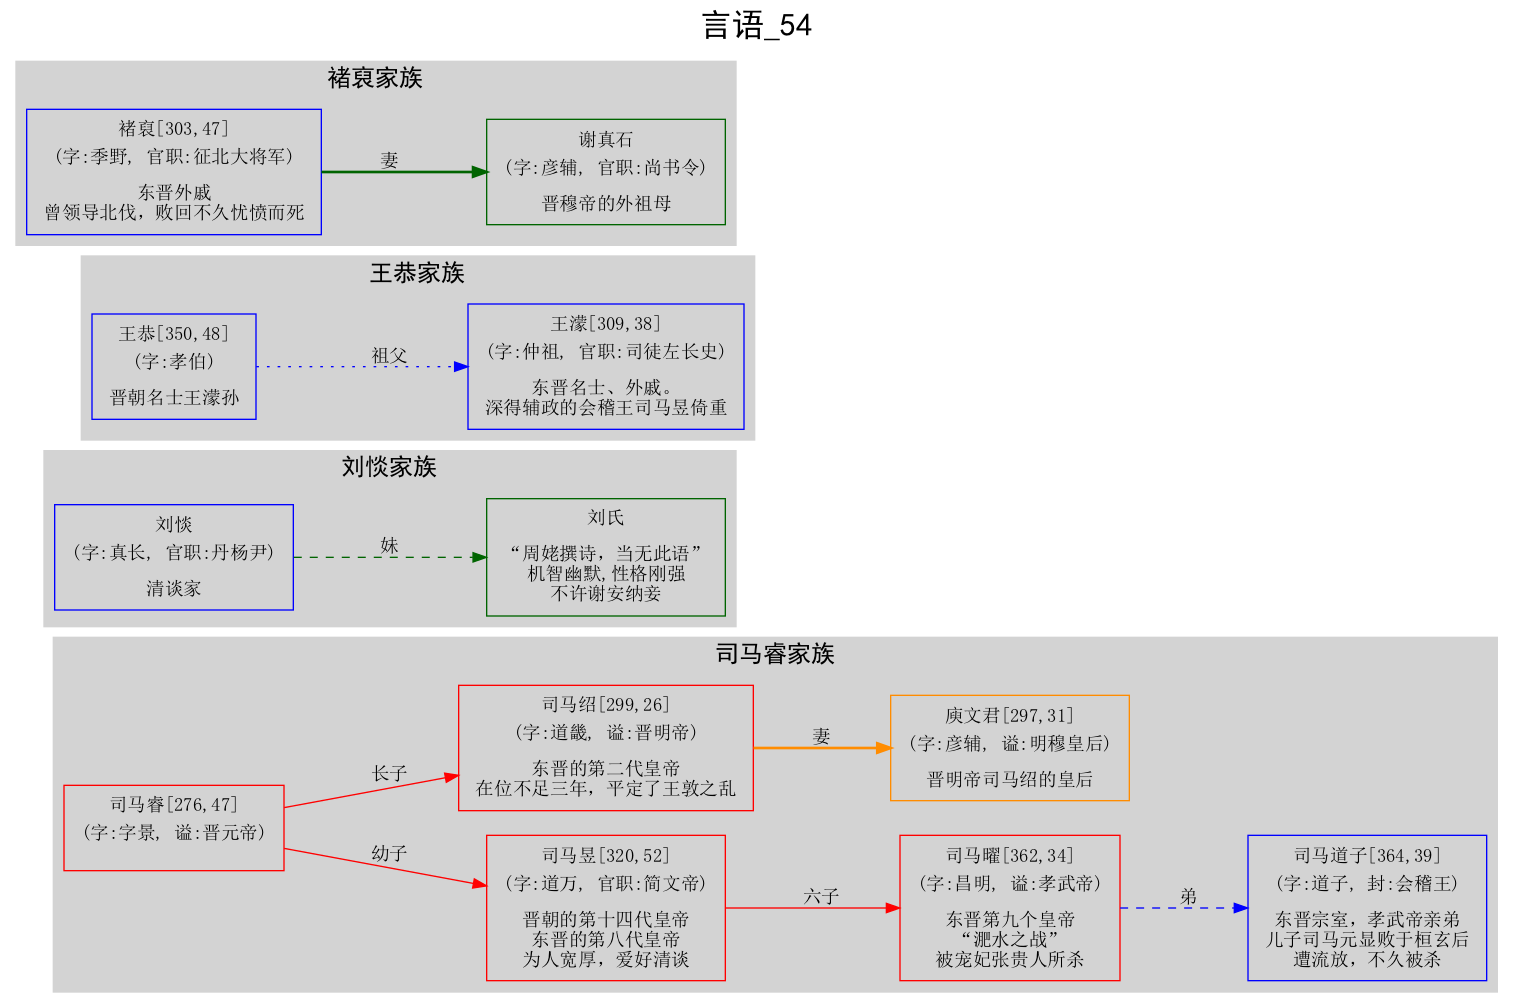 言语_54
褚裒家族
褚裒[303,47]
(字:季野, 官职:征北大将军)
东晋外戚
曾领导北伐，败回不久忧愤而死
妻
谢真石
(字:彦辅, 官职:尚书令)
晋穆帝的外祖母
王恭家族
王恭[350,48]
(字:孝伯)
晋朝名士王濛孙
祖父
王濛[309,38]
(字:仲祖, 官职:司徒左长史)
东晋名士、外戚。
深得辅政的会稽王司马昱倚重
刘惔家族
刘惔
(字:真长, 官职:丹杨尹)
清谈家
妹
刘氏
“周姥撰诗，当无此语”
机智幽默,性格刚强
不许谢安纳妾
司马睿家族
司马睿[276,47]
(字:字景, 谥:晋元帝)
长子
司马绍[299,26]
(字:道畿, 谥:晋明帝)
东晋的第二代皇帝
在位不足三年，平定了王敦之乱
妻
庾文君[297,31]
(字:彦辅, 谥:明穆皇后)
晋明帝司马绍的皇后
幼子
司马昱[320,52]
(字:道万, 官职:简文帝)
晋朝的第十四代皇帝
东晋的第八代皇帝
为人宽厚，爱好清谈
六子
司马曜[362,34]
(字:昌明, 谥:孝武帝)
东晋第九个皇帝
“淝水之战”
被宠妃张贵人所杀
弟
司马道子[364,39]
(字:道子, 封:会稽王)
东晋宗室，孝武帝亲弟
儿子司马元显败于桓玄后
遭流放，不久被杀